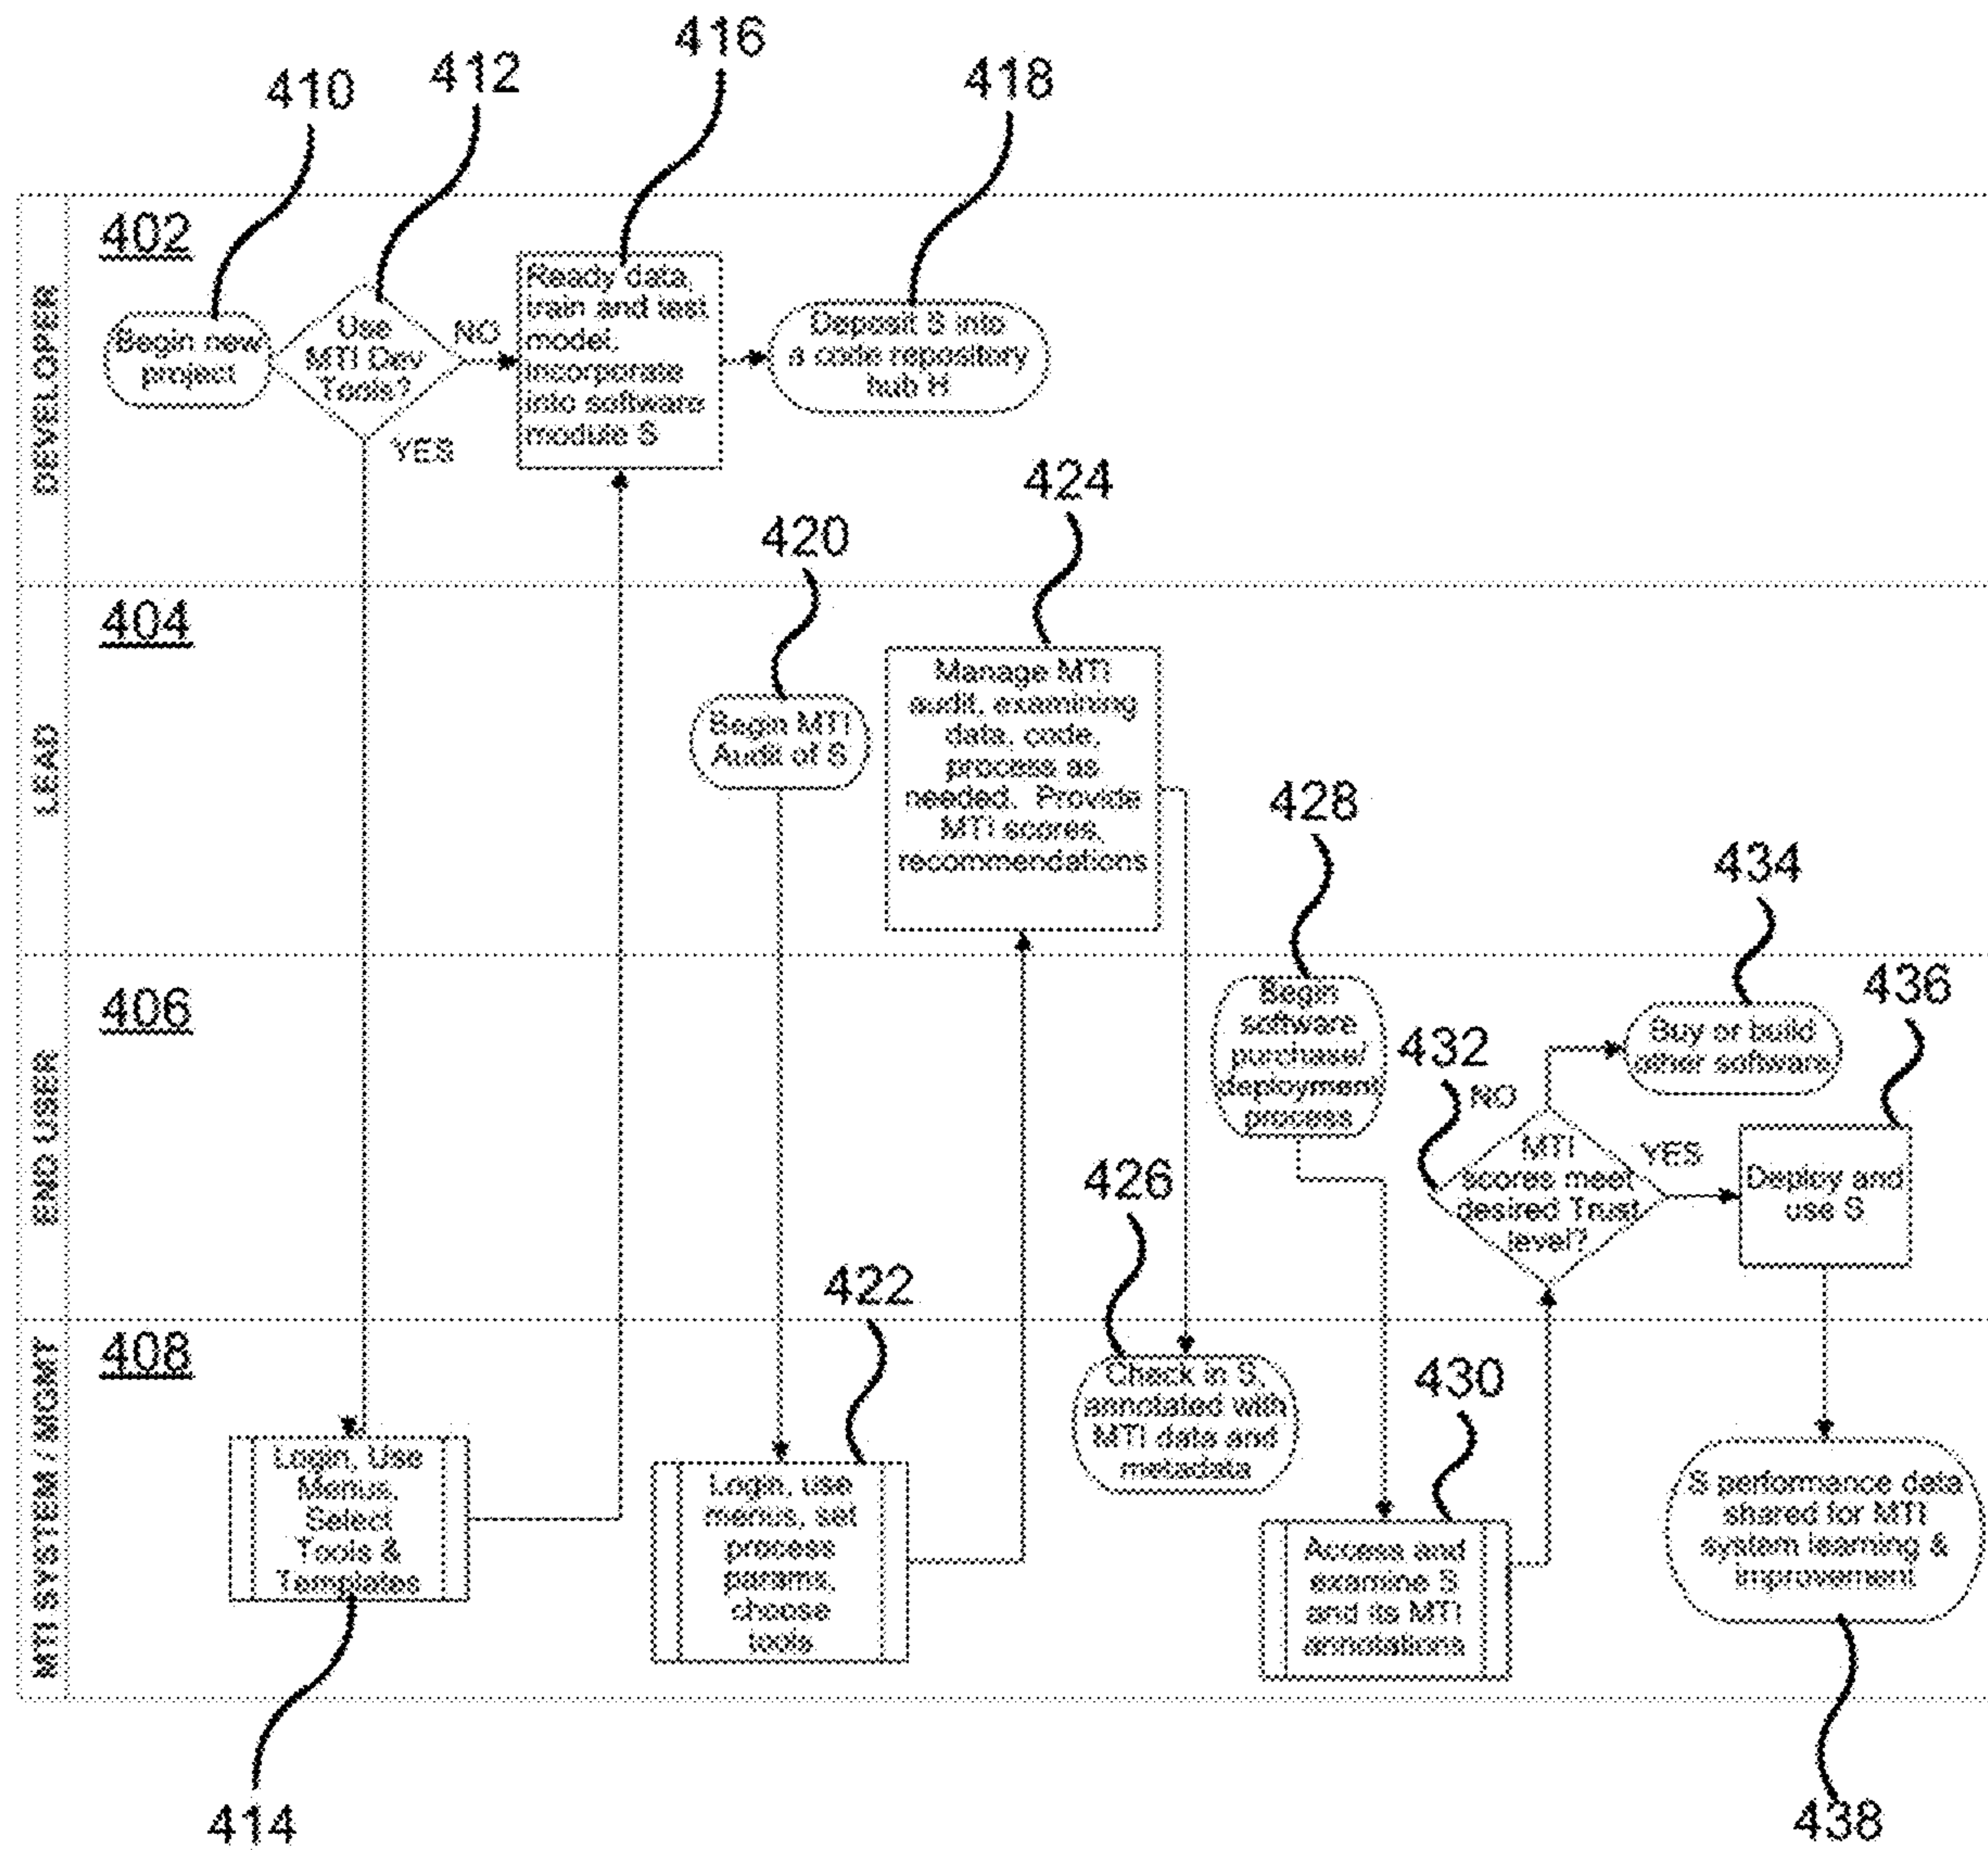 410
412
416
418
DEVELOPER
402
Begin new
project
Use
MTI Dev
Tools?
NO
YES
Ready data,
train and test
model.
Incorporate
into software
module S
Deposit S into
a code repository
hub H
420
424
LEAD
404
Begin MTI
Audit of S
Manage MTI
audit, examining
data, code,
process as
needed. Provide
MTI scores,
recommendations
428
434
436
END USER
406
Begin
software
purchase/
deployment
process
432
NO
Buy or build
other software
MTI
scores meet
desired Trust
level?
YES
Deploy and
use S
426
422
MTI SYSTEM / MGMT
408
Login, Use
Menus,
Select
Tools &
Templates
Login, use
menus, set
process
params,
choose
tools
Check in S,
annotated with
MTI data and
metadata
430
Access and
examine S
and its MTI
annotations
S performance data
shared for MTI
system learning &
improvement
414
438